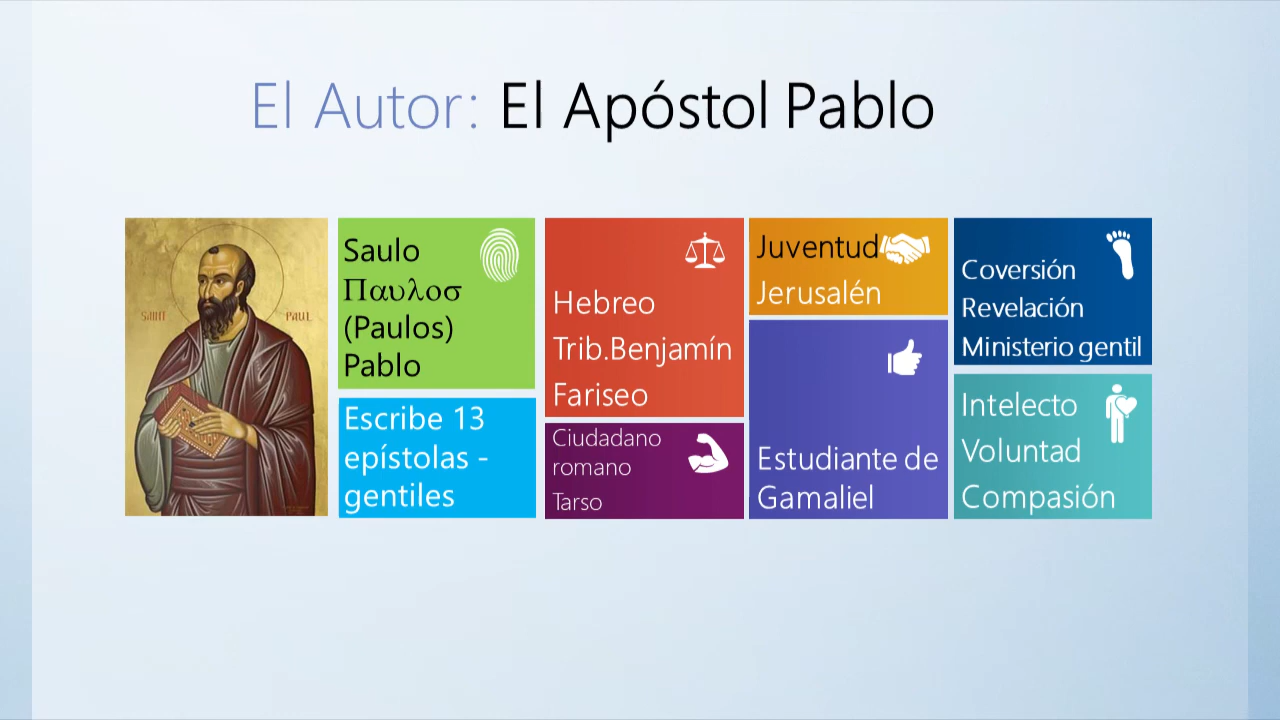 El Autor: El Apóstol Pablo
SAINT PAUL
Saulo
Παυλοσ
(Paulos)
Pablo
Escribe 13
epístolas -
gentiles
Hebreo
Trib.Benjamín
Fariseo
Ciudadano
romano
Tarso
Juventud
Jerusalén
Estudiante de
Gamaliel
Coversión
Revelación
Ministerio gentil
Intelecto
Voluntad
Compasión